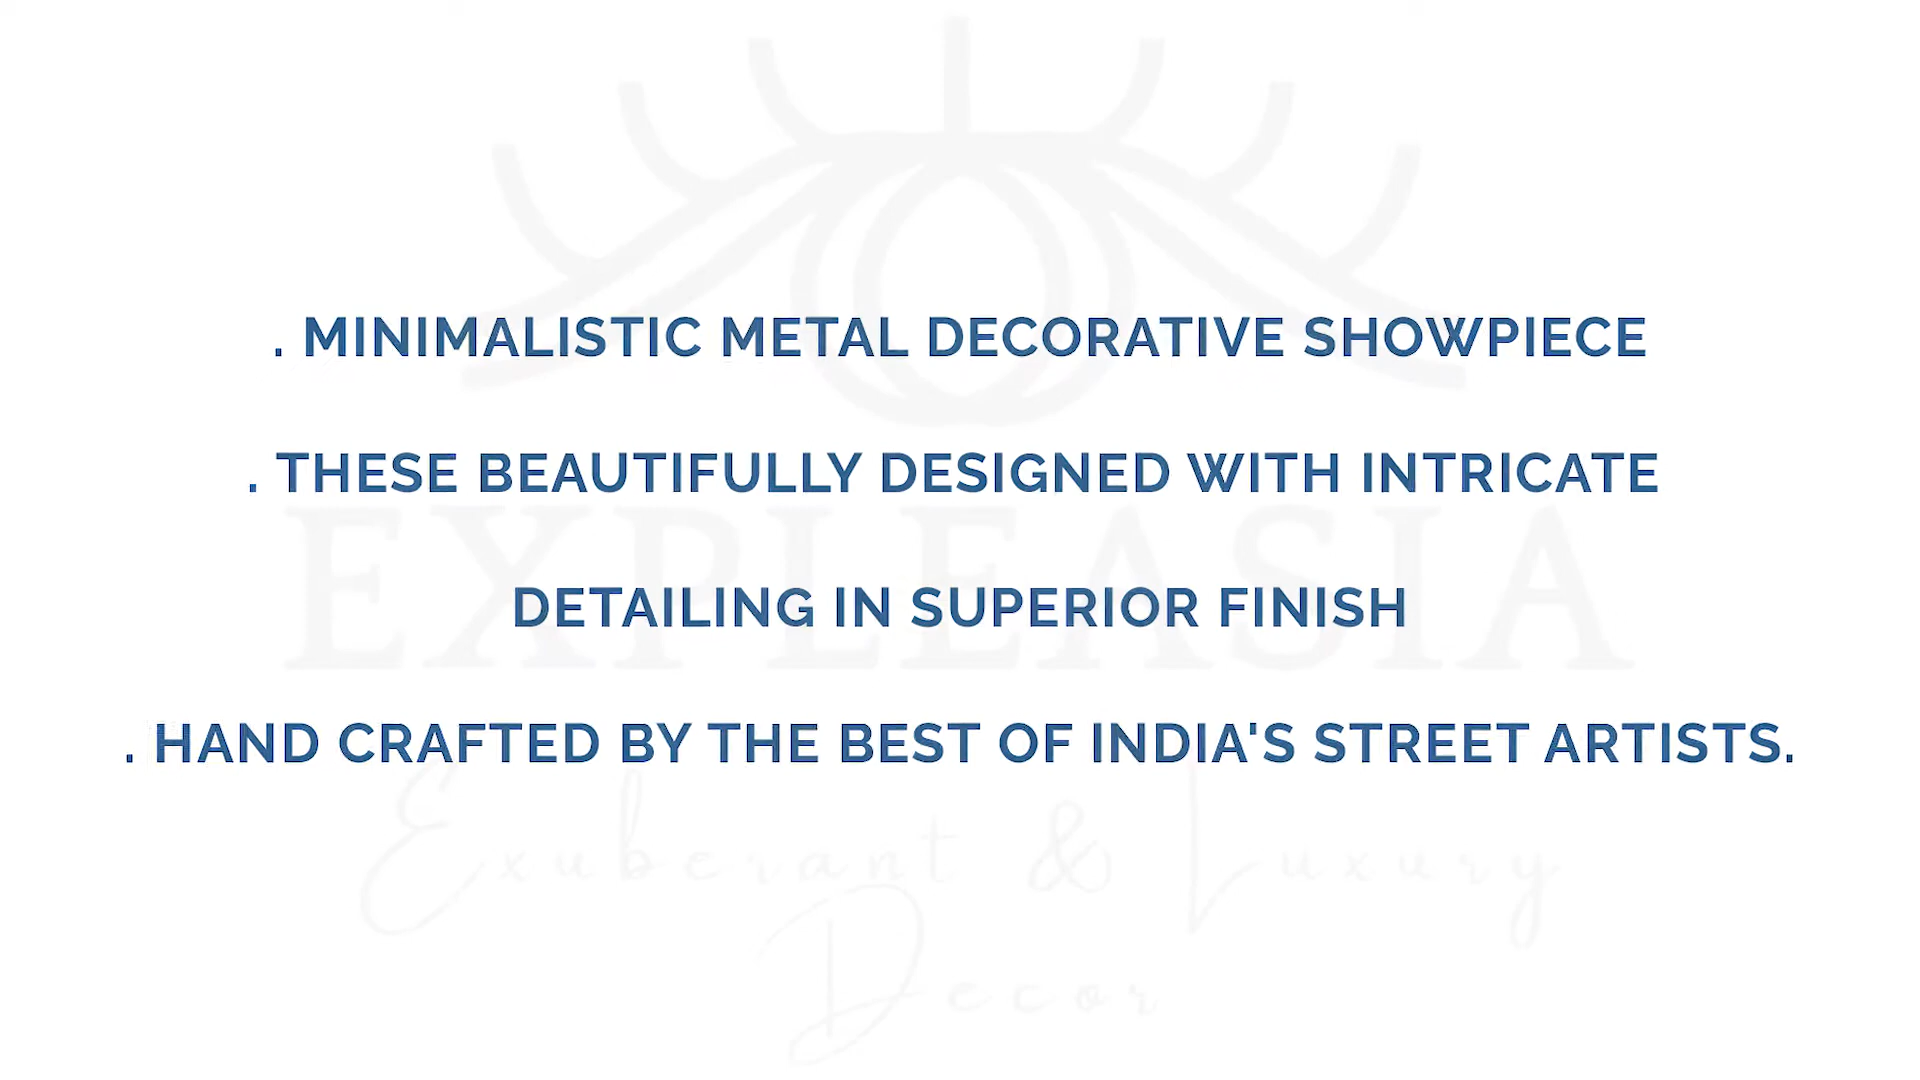 . MINIMALISTIC METAL DECORATIVE SHOWPIECE
. THESE BEAUTIFULLY DESIGNED WITH INTRICATE
EXPLEASIA
DETAILING IN SUPERIOR FINISH
. HAND CRAFTED BY THE BEST OF INDIA'S STREET ARTISTS.
Exuberant & Luxury
Decor